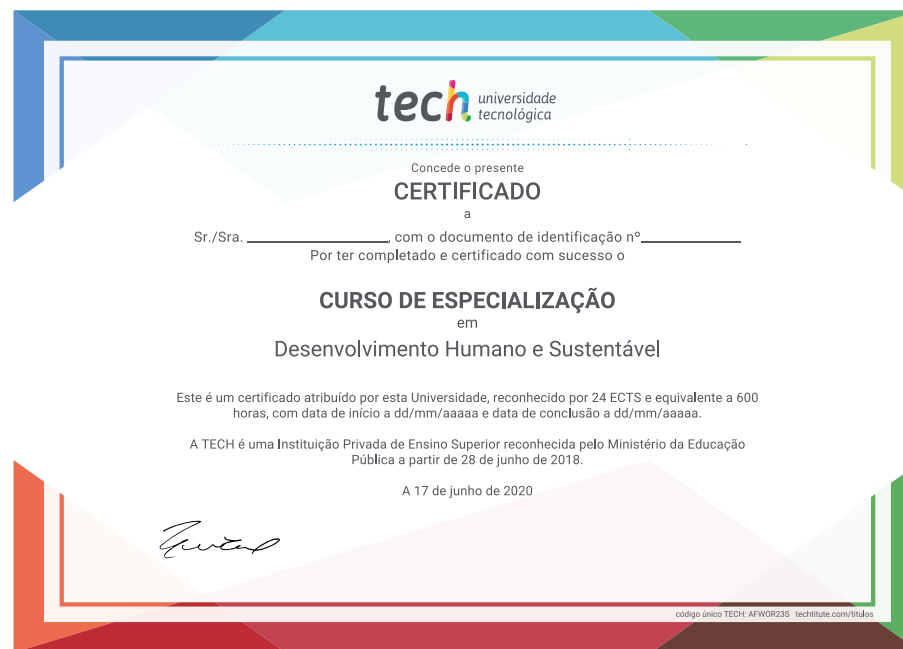 tech universidade
tecnológica
Concede o presente
CERTIFICADO
a
Sr./Sra. ________________, com o documento de identificação nº____________
Por ter completado e certificado com sucesso o
CURSO DE ESPECIALIZAÇÃO
em
Desenvolvimento Humano e Sustentável
Este é um certificado atribuído por esta Universidade, reconhecido por 24 ECTS e equivalente a 600
horas, com data de início a dd/mm/aaaaa e data de conclusão a dd/mm/aaaaa.
A TECH é uma Instituição Privada de Ensino Superior reconhecida pelo Ministério da Educação
Pública a partir de 28 de junho de 2018.
A 17 de junho de 2020
código único TECH: AFWOR23S techtitute.com/titulos